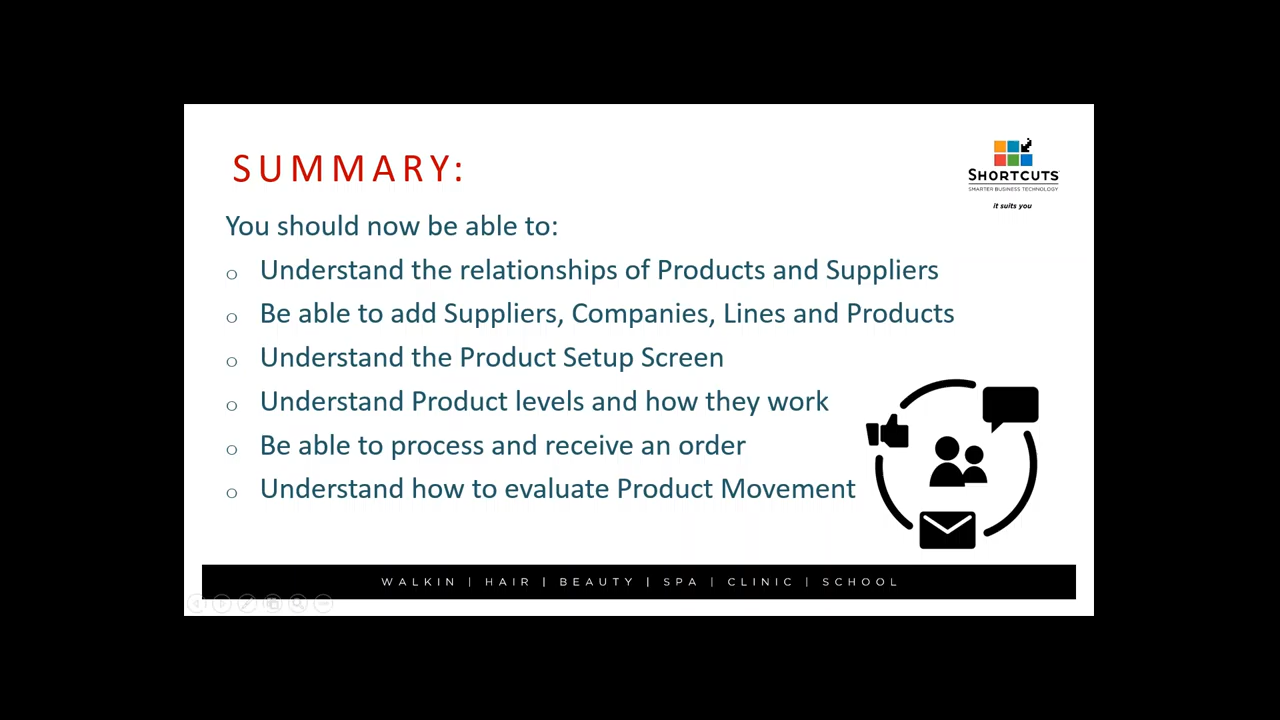 SUMMARY:
SHORTCUTS
SMARTER BUSINESS TECHNOLOGY
it suits you
You should now be able to:
o Understand the relationships of Products and Suppliers
o Be able to add Suppliers, Companies, Lines and Products
o Understand the Product Setup Screen
o Understand Product levels and how they work
o Be able to process and receive an order
o Understand how to evaluate Product Movement
WALKIN | HAIR | BEAUTY | SPA | CLINIC | SCHOOL